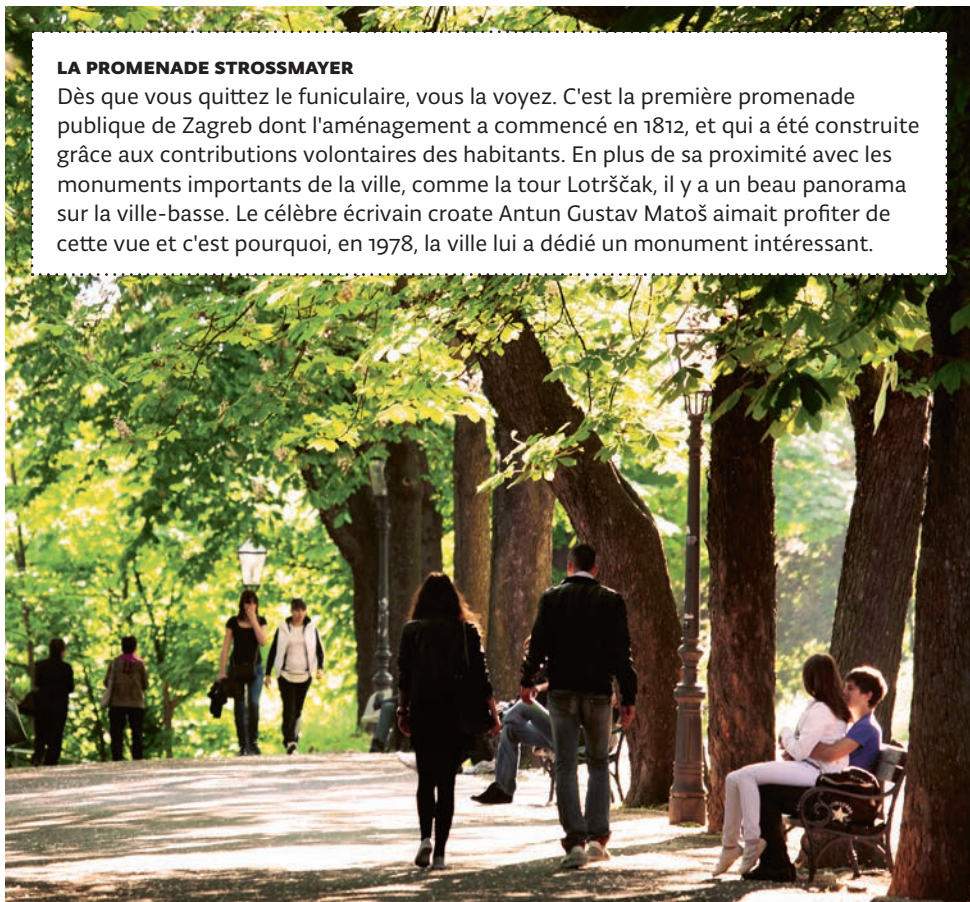 LA PROMENADE STROSSMAYER
Dès que vous quittez le funiculaire, vous la voyez. C'est la première promenade
publique de Zagreb dont l'aménagement a commencé en 1812, et qui a été construite
grâce aux contributions volontaires des habitants. En plus de sa proximité avec les
monuments importants de la ville, comme la tour Lotrščak, il y a un beau panorama
sur la ville-basse. Le célèbre écrivain croate Antun Gustav Matoš aimait profiter de
cette vue et c'est pourquoi, en 1978, la ville lui a dédié un monument intéressant.